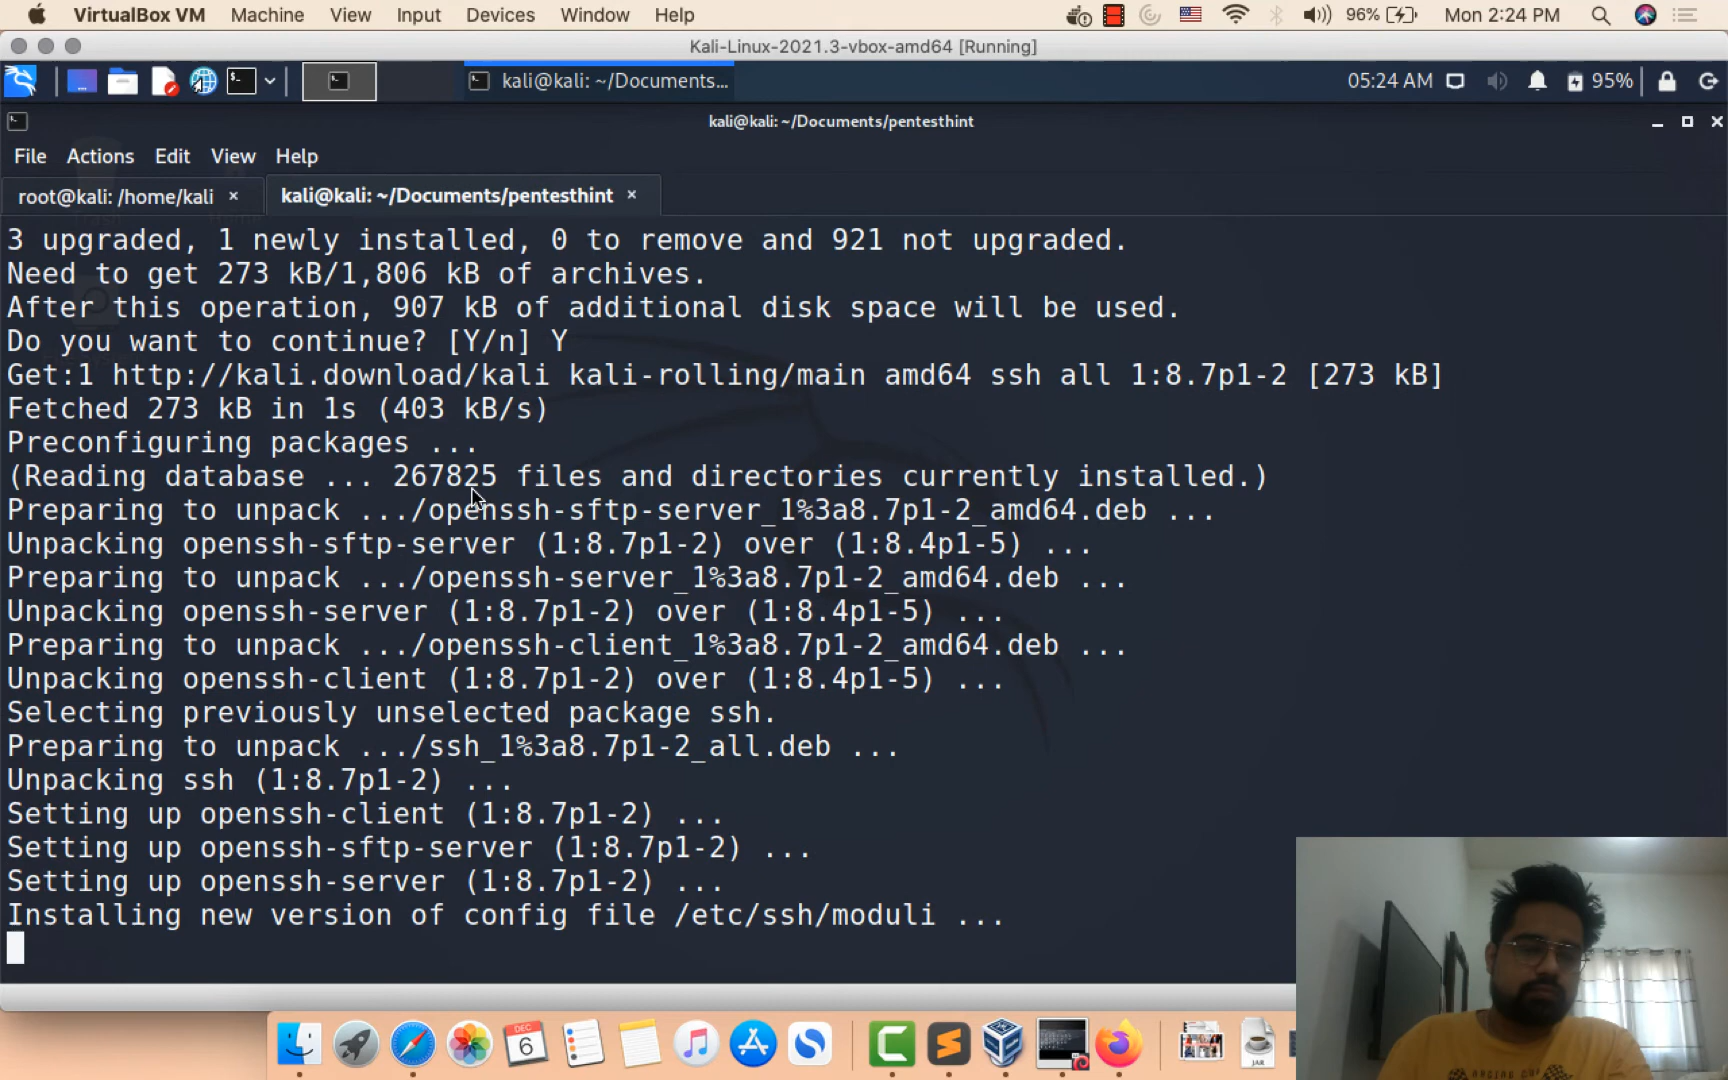 VirtualBox VM Machine View Input Devices Window Help 96% Mon 2:24 PM
Kali-Linux-2021.3-vbox-amd64 [Running]
kali@kali: ~/Documents... 05:24 AM 95%
kali@kali: ~/Documents/pentesthint
File Actions Edit View Help
root@kali: /home/kali × kali@kali: ~/Documents/pentesthint ×
3 upgraded, 1 newly installed, 0 to remove and 921 not upgraded.
Need to get 273 kB/1,806 kB of archives.
After this operation, 907 kB of additional disk space will be used.
Do you want to continue? [Y/n] Y
Get:1 http://kali.download/kali kali-rolling/main amd64 ssh all 1:8.7p1-2 [273 kB]
Fetched 273 kB in 1s (403 kB/s)
Preconfiguring packages ...
(Reading database ... 267825 files and directories currently installed.)
Preparing to unpack .../openssh-sftp-server_1%3a8.7p1-2_amd64.deb ...
Unpacking openssh-sftp-server (1:8.7p1-2) over (1:8.4p1-5) ...
Preparing to unpack .../openssh-server_1%3a8.7p1-2_amd64.deb ...
Unpacking openssh-server (1:8.7p1-2) over (1:8.4p1-5) ...
Preparing to unpack .../openssh-client_1%3a8.7p1-2_amd64.deb ...
Unpacking openssh-client (1:8.7p1-2) over (1:8.4p1-5) ...
Selecting previously unselected package ssh.
Preparing to unpack .../ssh_1%3a8.7p1-2_all.deb ...
Unpacking ssh (1:8.7p1-2) ...
Setting up openssh-client (1:8.7p1-2) ...
Setting up openssh-sftp-server (1:8.7p1-2) ...
Setting up openssh-server (1:8.7p1-2) ...
Installing new version of config file /etc/ssh/moduli ...
DEC
6
JAR